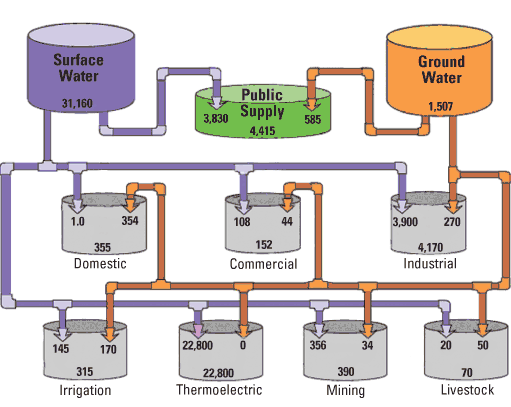 Surface
Water
31,160
Public
Supply
3,830
585
4,415
Ground
Water
1,507
1.0 354
355
Domestic
108 44
152
Commercial
3,900 270
4,170
Industrial
145 170
315
Irrigation
22,800 0
22,800
Thermoelectric
356 34
390
Mining
20 50
70
Livestock